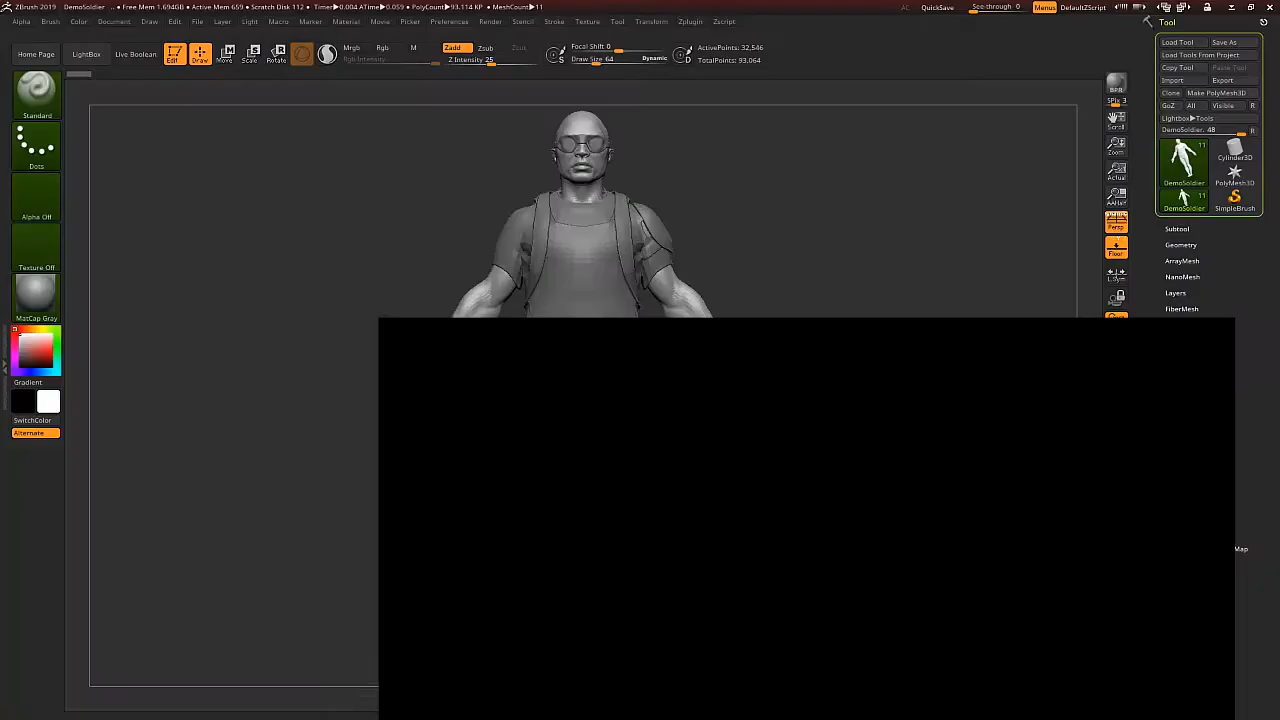 ZBrush 2019 DemoSoldier .. • Free Mem 1.694GB • Active Mem 659 • Scratch Disk 112 • Timer▶0.004 ATime▶0.059 • PolyCount▶93.114 KP • MeshCount▶11 AC QuickSave See-through 0 Menus DefaultZScript
Alpha Brush Color Document Draw Edit File Layer Light Macro Marker Material Movie Picker Preferences Render Stencil Stroke Texture Tool Transform Zplugin Zscript
Tool
Home Page LightBox Live Boolean Edit Draw Move Scale Rotate
Mrgb Rgb M
Rgb Intensity
Zadd Zsub Zcut
Z Intensity 25
S
Focal Shift 0
Draw Size 64 Dynamic
D
ActivePoints: 32,546
TotalPoints: 93,064
Standard
Dots
Alpha Off
Texture Off
MatCap Gray
Gradient
SwitchColor
Alternate
BPR
SPix 3
Scroll
Zoom
Actual
AAHalf
Persp
Floor
L.Sym
Load Tool Save As
Load Tools From Project
Copy Tool Paste Tool
Import Export
Clone Make PolyMesh3D
GoZ All Visible R
Lightbox▶Tools
DemoSoldier. 48 R
11
DemoSoldier Cylinder3D
PolyMesh3D
11
DemoSoldier SimpleBrush
Subtool
Geometry
ArrayMesh
NanoMesh
Layers
FiberMesh
Map